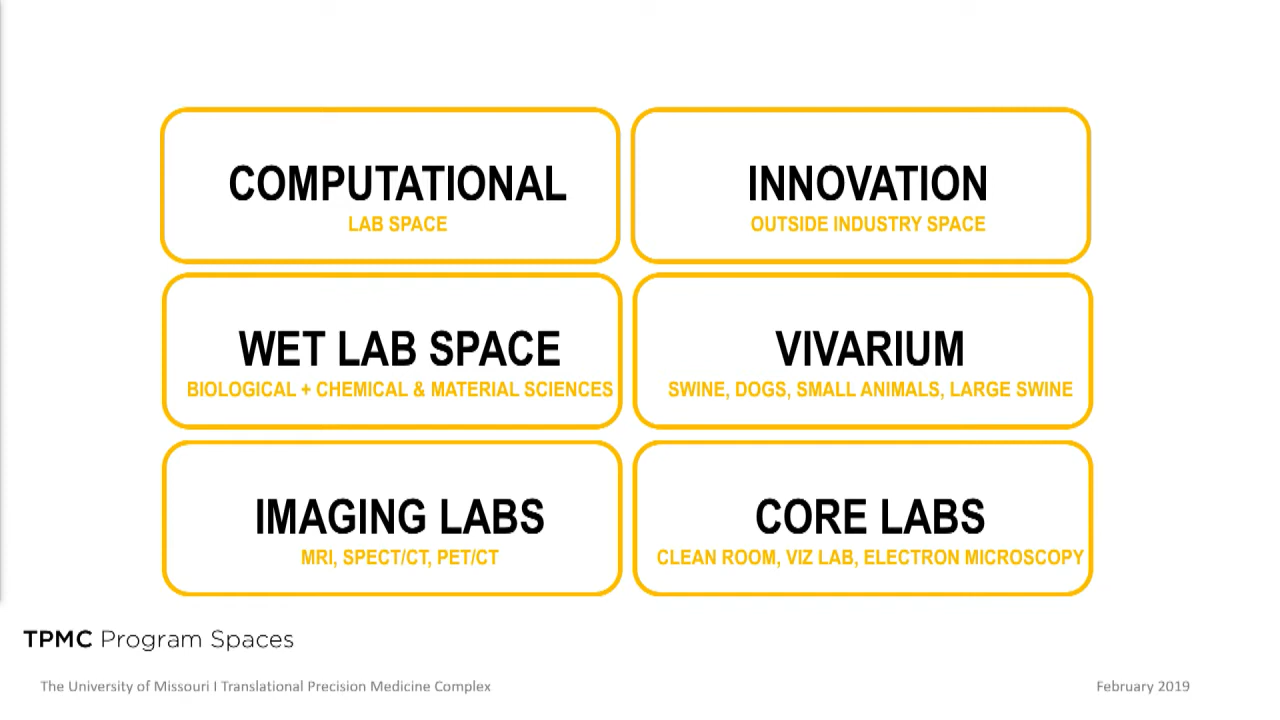 COMPUTATIONAL
LAB SPACE
INNOVATION
OUTSIDE INDUSTRY SPACE
WET LAB SPACE
BIOLOGICAL + CHEMICAL & MATERIAL SCIENCES
VIVARIUM
SWINE, DOGS, SMALL ANIMALS, LARGE SWINE
IMAGING LABS
MRI, SPECT/CT, PET/CT
CORE LABS
CLEAN ROOM, VIZ LAB, ELECTRON MICROSCOPY
TPMC Program Spaces
The University of Missouri I Translational Precision Medicine Complex
February 2019